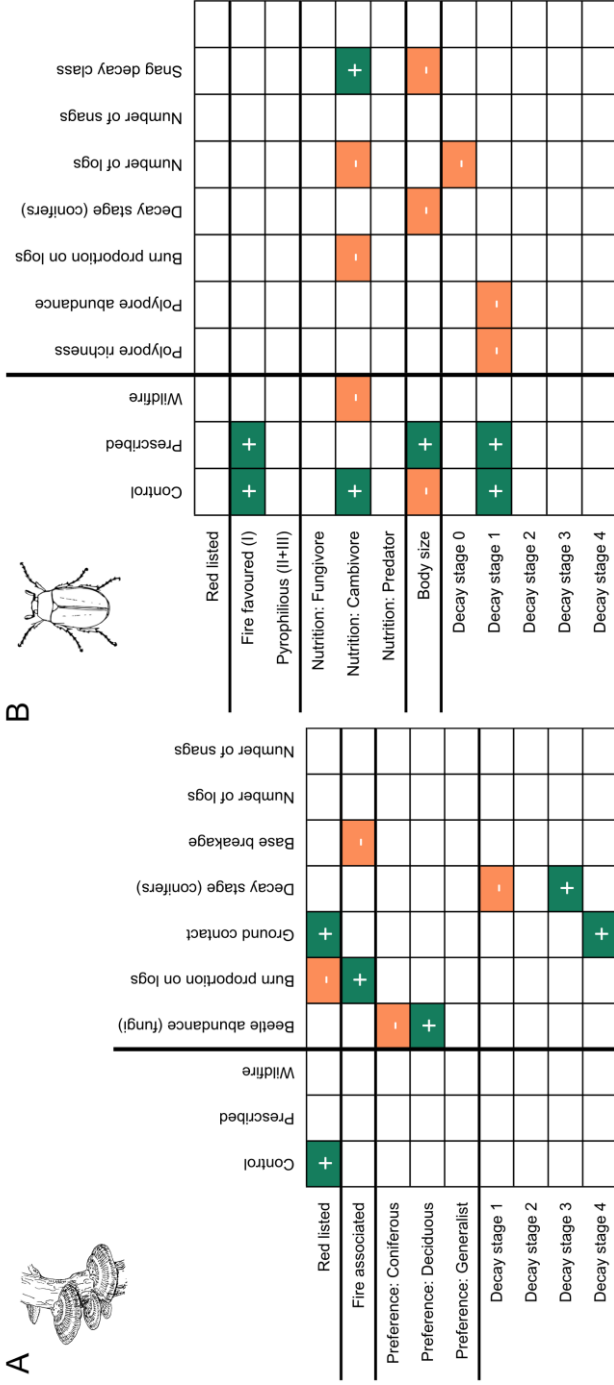 A
Control
Prescribed
Wildfire
Beetle abundance (fungi)
Burn proportion on logs
Ground contact
Decay stage (conifers)
Base breakage
Number of logs
Number of snags
Red listed + - +
Fire associated + -
Preference: Coniferous -
Preference: Deciduous +
Preference: Generalist
Decay stage 1 -
Decay stage 2
Decay stage 3 +
Decay stage 4 +
B
Control
Prescribed
Wildfire
Polypore richness
Polypore abundance
Burn proportion on logs
Decay stage (conifers)
Number of logs
Number of snags
Snag decay class
Red listed
Fire favoured (I) + +
Pyrophilious (II+III)
Nutrition: Fungivore
Nutrition: Cambivore + - - - +
Nutrition: Predator
Body size - + - -
Decay stage 0 -
Decay stage 1 + + - -
Decay stage 2
Decay stage 3
Decay stage 4